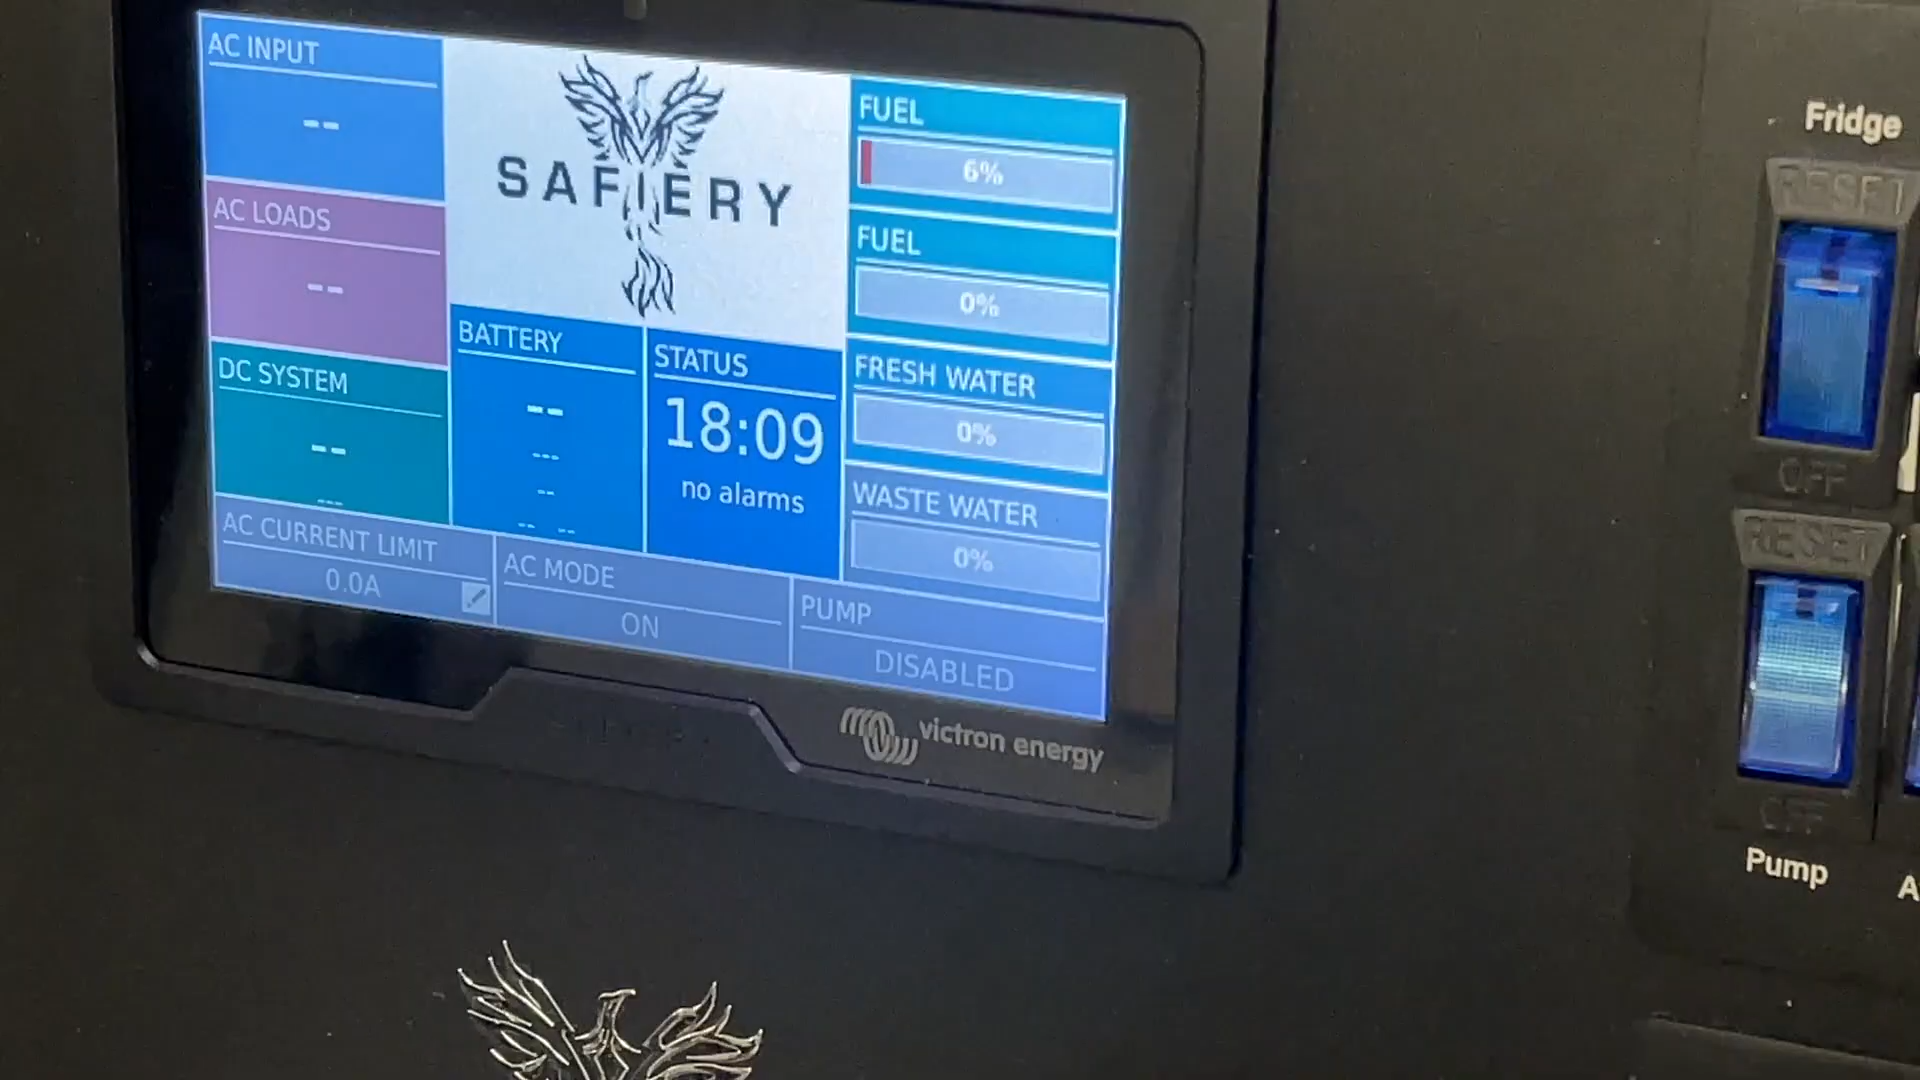 AC INPUT
--
AC LOADS
--
DC SYSTEM
--
---
SAFIERY
BATTERY
--
---
--
-- --
STATUS
18:09
no alarms
FUEL
6%
FUEL
0%
FRESH WATER
0%
WASTE WATER
0%
AC CURRENT LIMIT
0.0A
AC MODE
ON
PUMP
DISABLED
victron energy
Fridge
RESET
OFF
RESET
OFF
Pump
A